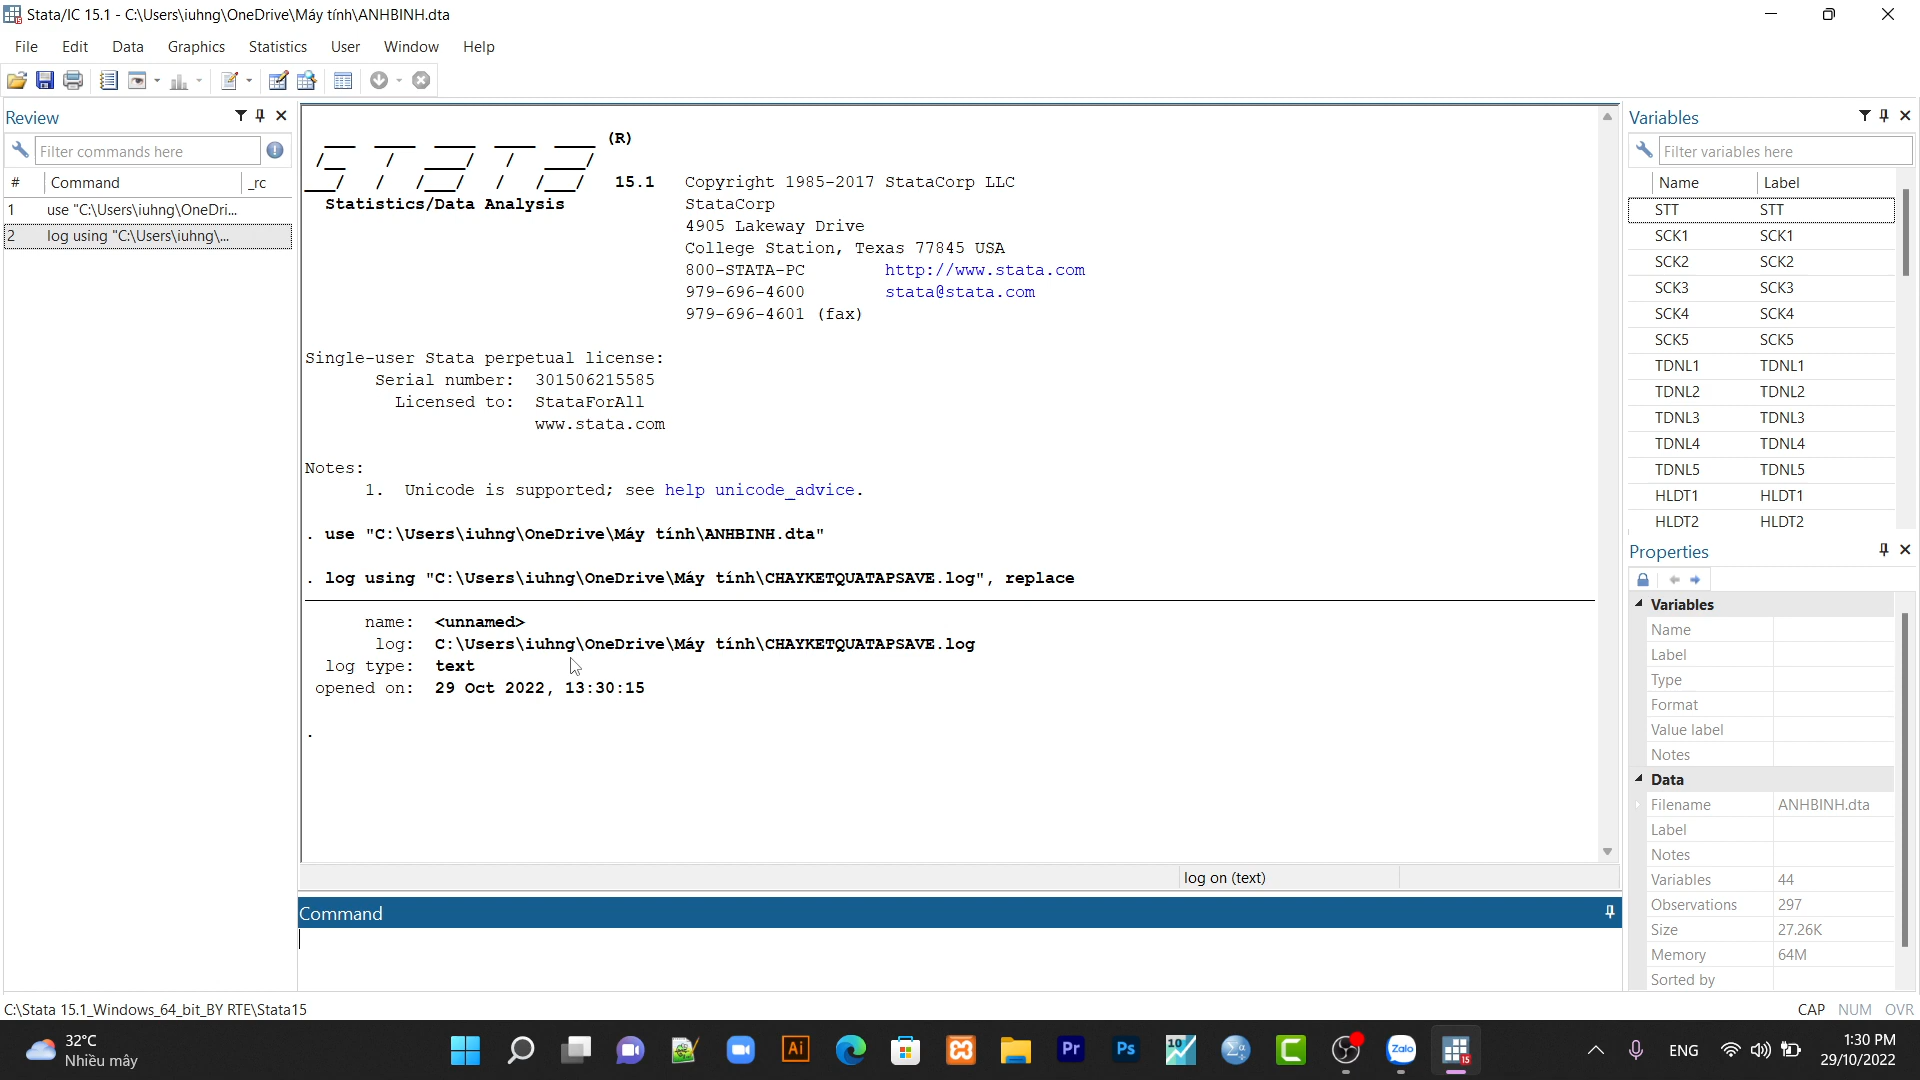 Stata/IC 15.1 - C:\Users\iuhng\OneDrive\Máy tính\ANHBINH.dta
File Edit Data Graphics Statistics User Window Help
Review
Filter commands here
# Command _rc
1 use "C:\Users\iuhng\OneDri...
2 log using "C:\Users\iuhng\...
(R)
Stata 15.1 Copyright 1985-2017 StataCorp LLC
Statistics/Data Analysis StataCorp
4905 Lakeway Drive
College Station, Texas 77845 USA
800-STATA-PC http://www.stata.com
979-696-4600 stata@stata.com
979-696-4601 (fax)
Single-user Stata perpetual license:
Serial number: 301506215585
Licensed to: StataForAll
www.stata.com
Notes:
1. Unicode is supported; see help unicode_advice.
. use "C:\Users\iuhng\OneDrive\Máy tính\ANHBINH.dta"
. log using "C:\Users\iuhng\OneDrive\Máy tính\CHAYKETQUATAPSAVE.log", replace
name: <unnamed>
log: C:\Users\iuhng\OneDrive\Máy tính\CHAYKETQUATAPSAVE.log
log type: text
opened on: 29 Oct 2022, 13:30:15
.
log on (text)
Command
Variables
Filter variables here
Name Label
STT STT
SCK1 SCK1
SCK2 SCK2
SCK3 SCK3
SCK4 SCK4
SCK5 SCK5
TDNL1 TDNL1
TDNL2 TDNL2
TDNL3 TDNL3
TDNL4 TDNL4
TDNL5 TDNL5
HLDT1 HLDT1
HLDT2 HLDT2
Properties
Variables
Name
Label
Type
Format
Value label
Notes
Data
Filename ANHBINH.dta
Label
Notes
Variables 44
Observations 297
Size 27.26K
Memory 64M
Sorted by
C:\Stata 15.1_Windows_64_bit_BY RTE\Stata15
CAP NUM OVR
32°C
Nhiều mây
Ai
Pr
Ps
10
Σα
C
Zalo
15
ENG
1:30 PM
29/10/2022